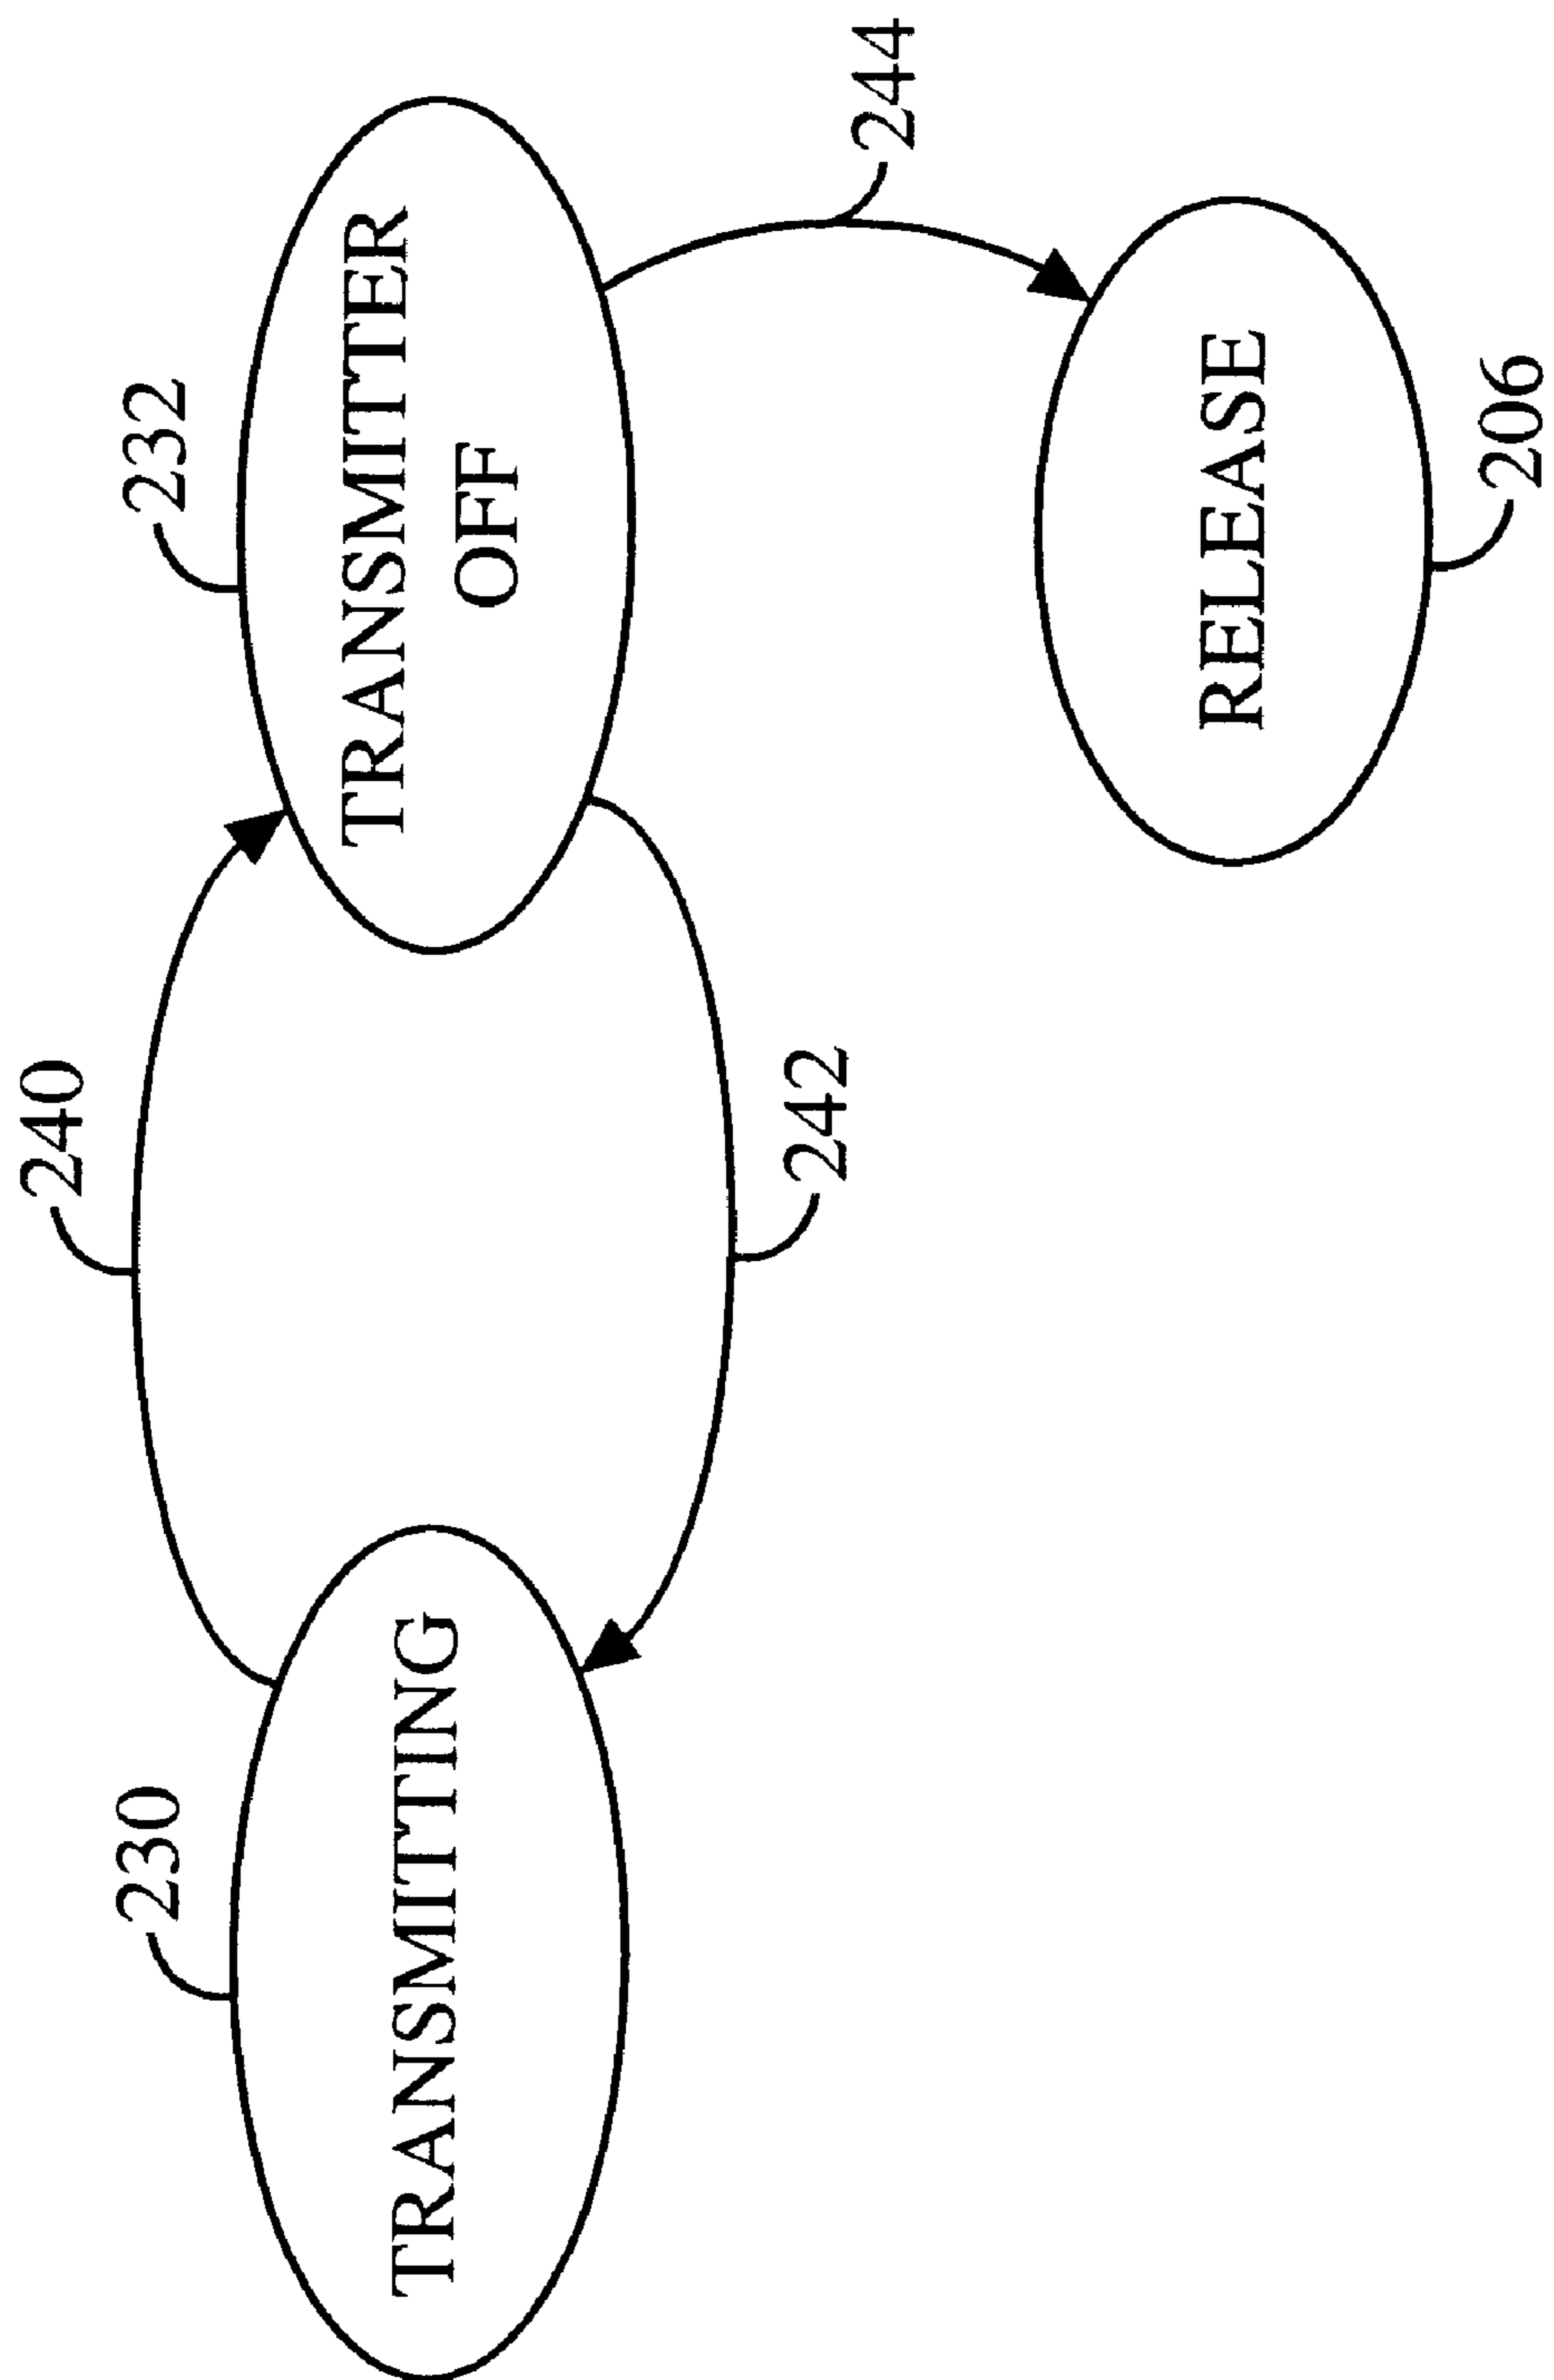 240
232
230
TRANSMITTING
TRANSMITTER
OFF
242
244
RELEASE
206